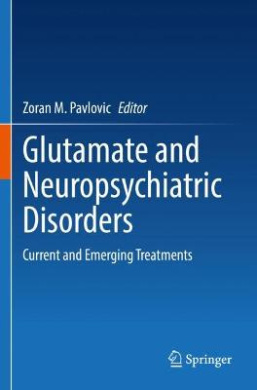 Zoran M. Pavlovic Editor
Glutamate and
Neuropsychiatric
Disorders
Current and Emerging Treatments
Springer